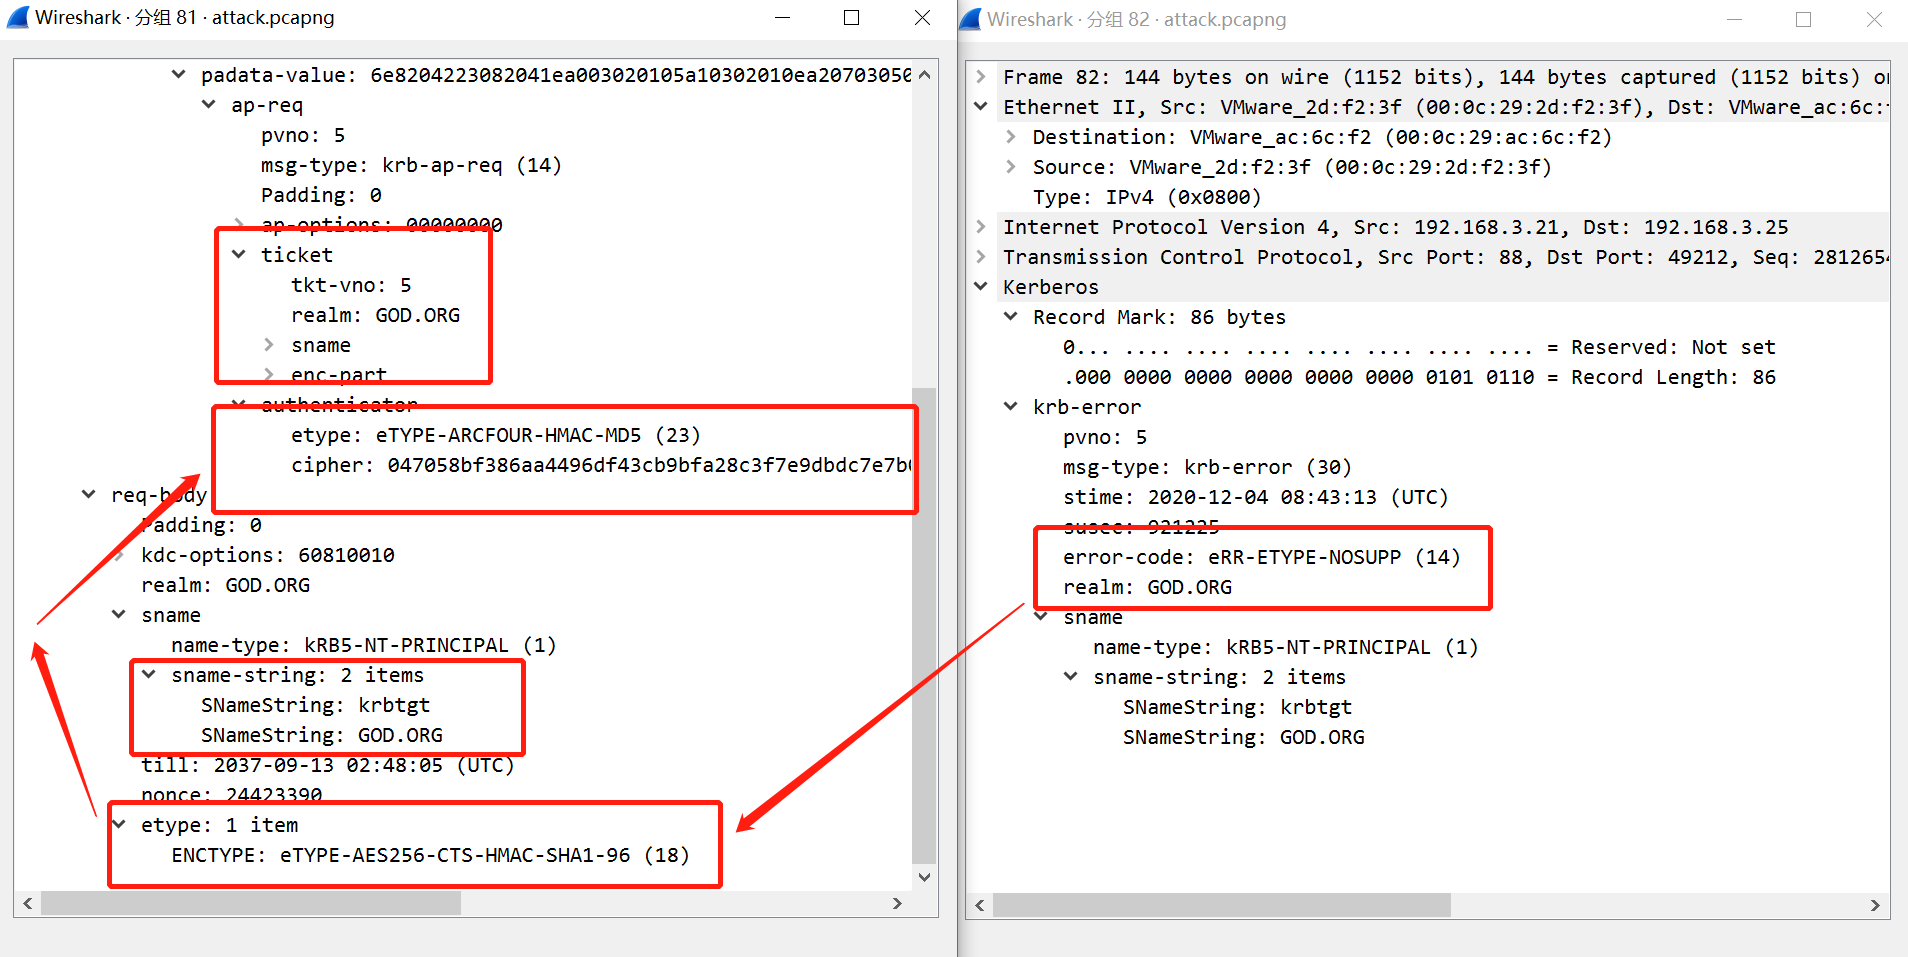 Wireshark · 分组 81 · attack.pcapng
padata-value: 6e8204223082041ea003020105a10302010ea20703050
ap-req
pvno: 5
msg-type: krb-ap-req (14)
Padding: 0
ap-options: 00000000
ticket
tkt-vno: 5
realm: GOD.ORG
sname
enc-part
authenticator
etype: eTYPE-ARCFOUR-HMAC-MD5 (23)
cipher: 047058bf386aa4496df43cb9bfa28c3f7e9dbdc7e7b
req-body
Padding: 0
kdc-options: 60810010
realm: GOD.ORG
sname
name-type: kRB5-NT-PRINCIPAL (1)
sname-string: 2 items
SNameString: krbtgt
SNameString: GOD.ORG
till: 2037-09-13 02:48:05 (UTC)
nonce: 24423390
etype: 1 item
ENCTYPE: eTYPE-AES256-CTS-HMAC-SHA1-96 (18)
Wireshark · 分组 82 · attack.pcapng
Frame 82: 144 bytes on wire (1152 bits), 144 bytes captured (1152 bits) on
Ethernet II, Src: VMware_2d:f2:3f (00:0c:29:2d:f2:3f), Dst: VMware_ac:6c:
Destination: VMware_ac:6c:f2 (00:0c:29:ac:6c:f2)
Source: VMware_2d:f2:3f (00:0c:29:2d:f2:3f)
Type: IPv4 (0x0800)
Internet Protocol Version 4, Src: 192.168.3.21, Dst: 192.168.3.25
Transmission Control Protocol, Src Port: 88, Dst Port: 49212, Seq: 2812654
Kerberos
Record Mark: 86 bytes
0... .... .... .... .... .... .... .... = Reserved: Not set
.000 0000 0000 0000 0000 0000 0101 0110 = Record Length: 86
krb-error
pvno: 5
msg-type: krb-error (30)
stime: 2020-12-04 08:43:13 (UTC)
susec: 921225
error-code: eRR-ETYPE-NOSUPP (14)
realm: GOD.ORG
sname
name-type: kRB5-NT-PRINCIPAL (1)
sname-string: 2 items
SNameString: krbtgt
SNameString: GOD.ORG